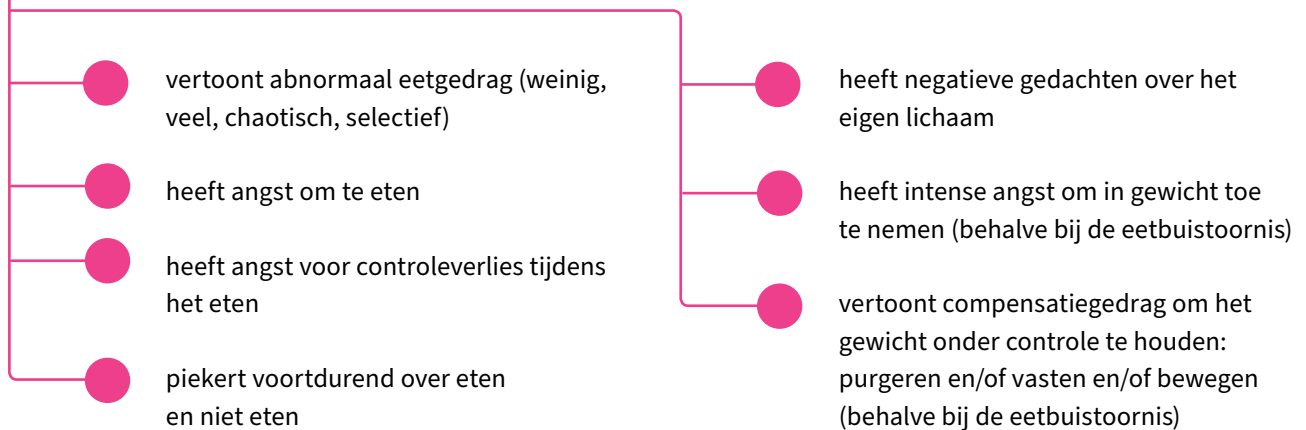 vertoont abnormaal eetgedrag (weinig,
veel, chaotisch, selectief)
heeft angst om te eten
heeft angst voor controleverlies tijdens
het eten
piekert voortdurend over eten
en niet eten
heeft negatieve gedachten over het
eigen lichaam
heeft intense angst om in gewicht toe
te nemen (behalve bij de eetbuistoornis)
vertoont compensatiegedrag om het
gewicht onder controle te houden:
purgeren en/of vasten en/of bewegen
(behalve bij de eetbuistoornis)